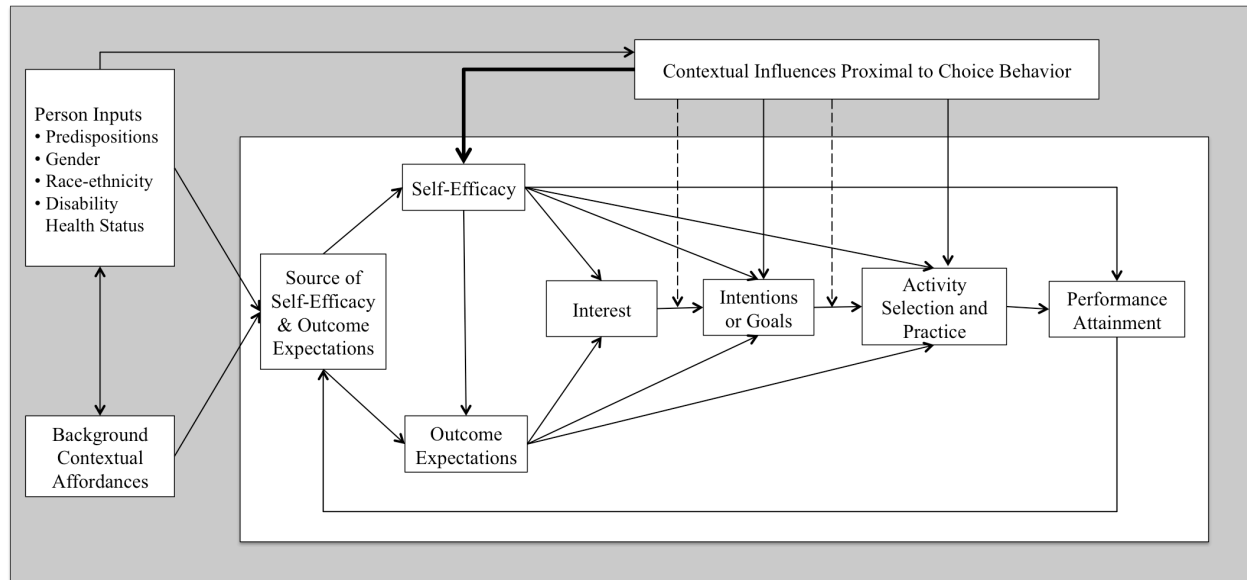 Contextual Influences Proximal to Choice Behavior
Person Inputs
• Predispositions
• Gender
• Race-ethnicity
• Disability
Health Status
Self-Efficacy
Source of
Self-Efficacy
& Outcome
Expectations
Interest
Intentions
or Goals
Activity
Selection and
Practice
Performance
Attainment
Background
Contextual
Affordances
Outcome
Expectations